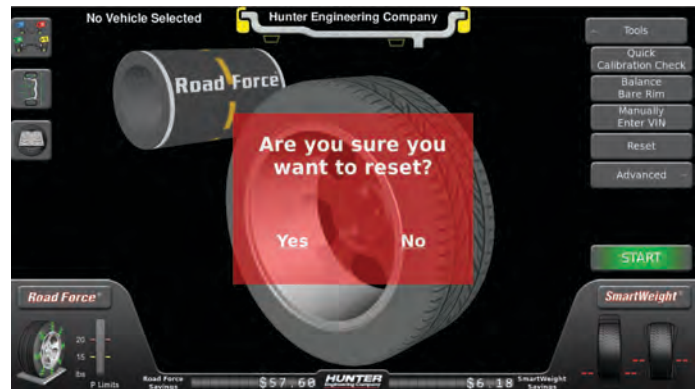 No Vehicle Selected
Hunter Engineering Company
Tools
Quick
Calibration Check
Balance
Bare Rim
Manually
Enter VIN
Reset
Advanced
Road Force
Are you sure you
want to reset?
Yes
No
START
Road Force®
SmartWeight®
20
15
lbs
P Limits
Road Force
Savings
$57.60
HUNTER
Engineering Company
$6.18
SmartWeight
Savings